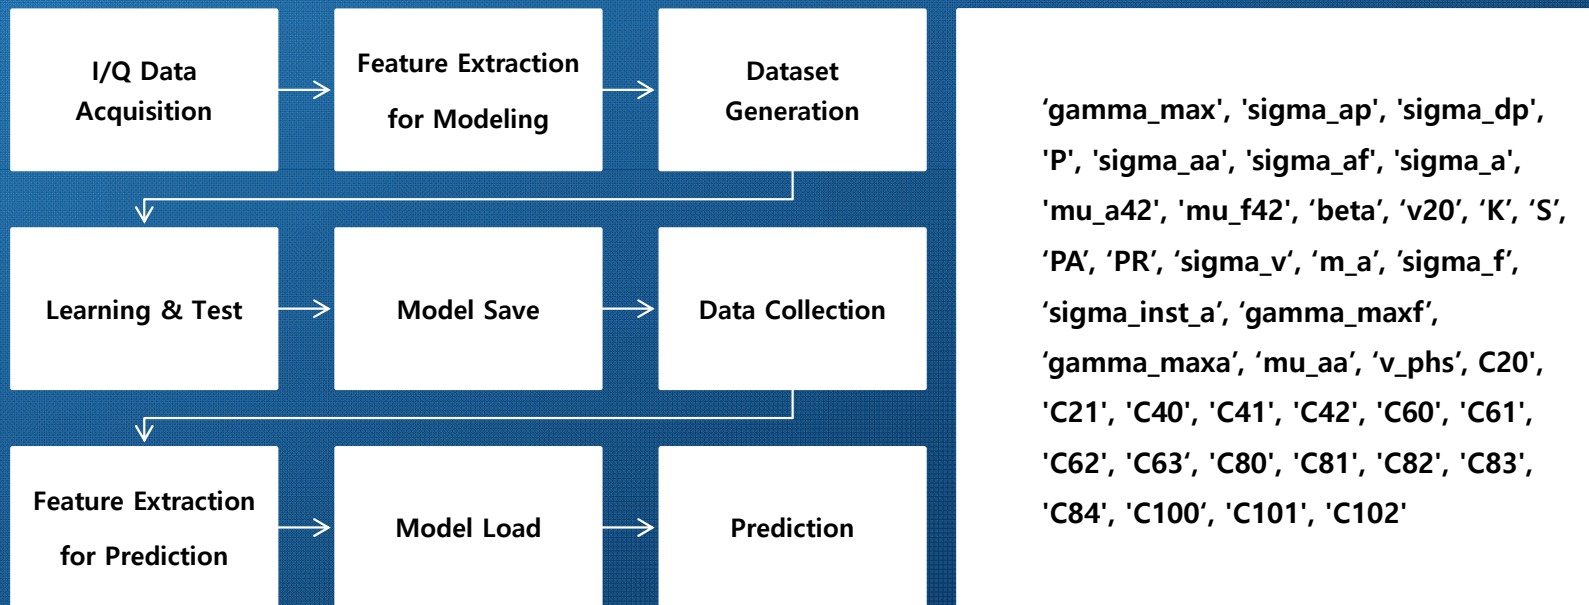 I/Q Data
Acquisition
Feature Extraction
for Modeling
Dataset
Generation
Learning & Test
Model Save
Data Collection
Feature Extraction
for Prediction
Model Load
Prediction
‘gamma_max', 'sigma_ap', 'sigma_dp',
'P', 'sigma_aa', 'sigma_af', 'sigma_a',
'mu_a42', 'mu_f42', ‘beta’, ‘v20’, ‘K’, ‘S’,
‘PA’, ‘PR’, ‘sigma_v‘, ‘m_a’, ’sigma_f’,
‘sigma_inst_a’, ‘gamma_maxf’,
‘gamma_maxa’, ‘mu_aa’, ‘v_phs’, C20',
'C21', 'C40', 'C41', 'C42', 'C60', 'C61',
'C62', 'C63‘, 'C80', 'C81', 'C82', 'C83',
'C84', 'C100‘, 'C101', 'C102'